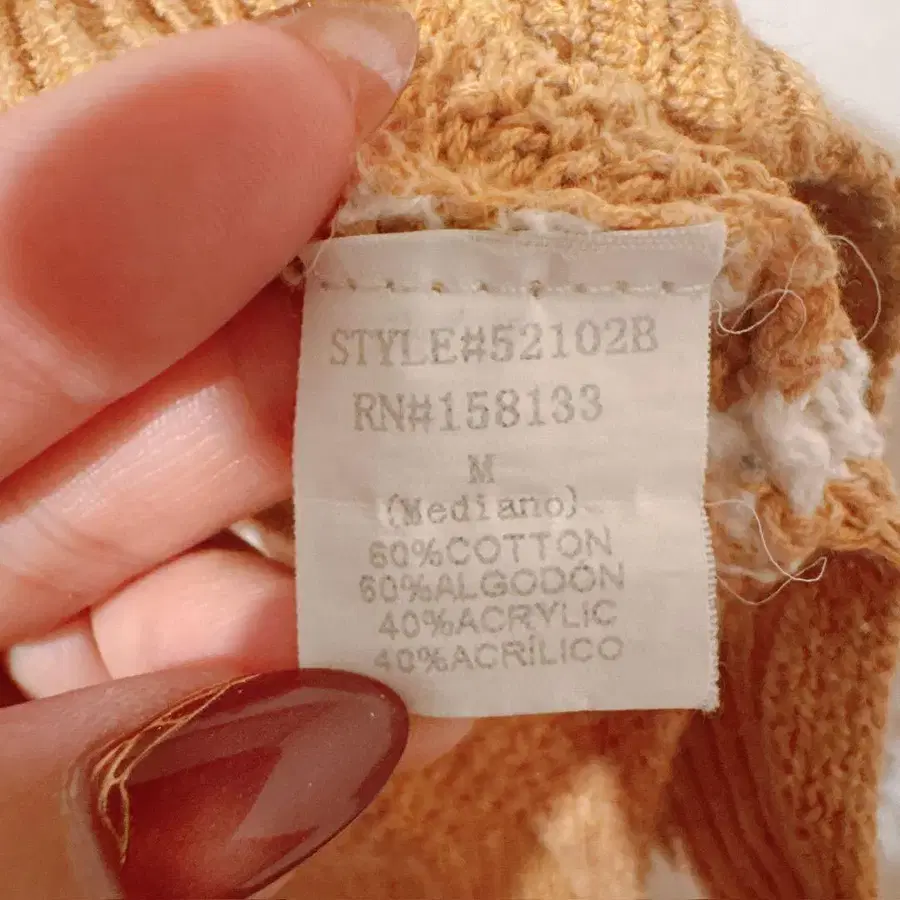 STYLE#52102B
RN#158133
M
(Mediano)
60%COTTON
60%ALGODÓN
40%ACRYLIC
40%ACRÍLICO